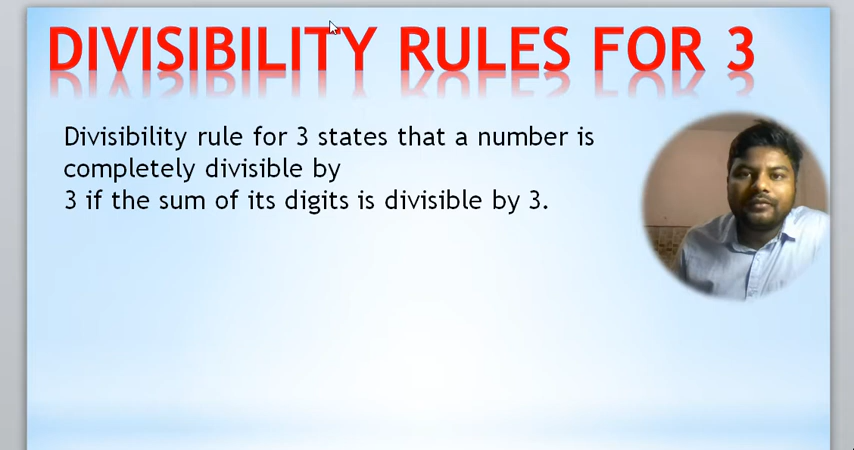 DIVISIBILITY RULES FOR 3
Divisibility rule for 3 states that a number is
completely divisible by
3 if the sum of its digits is divisible by 3.